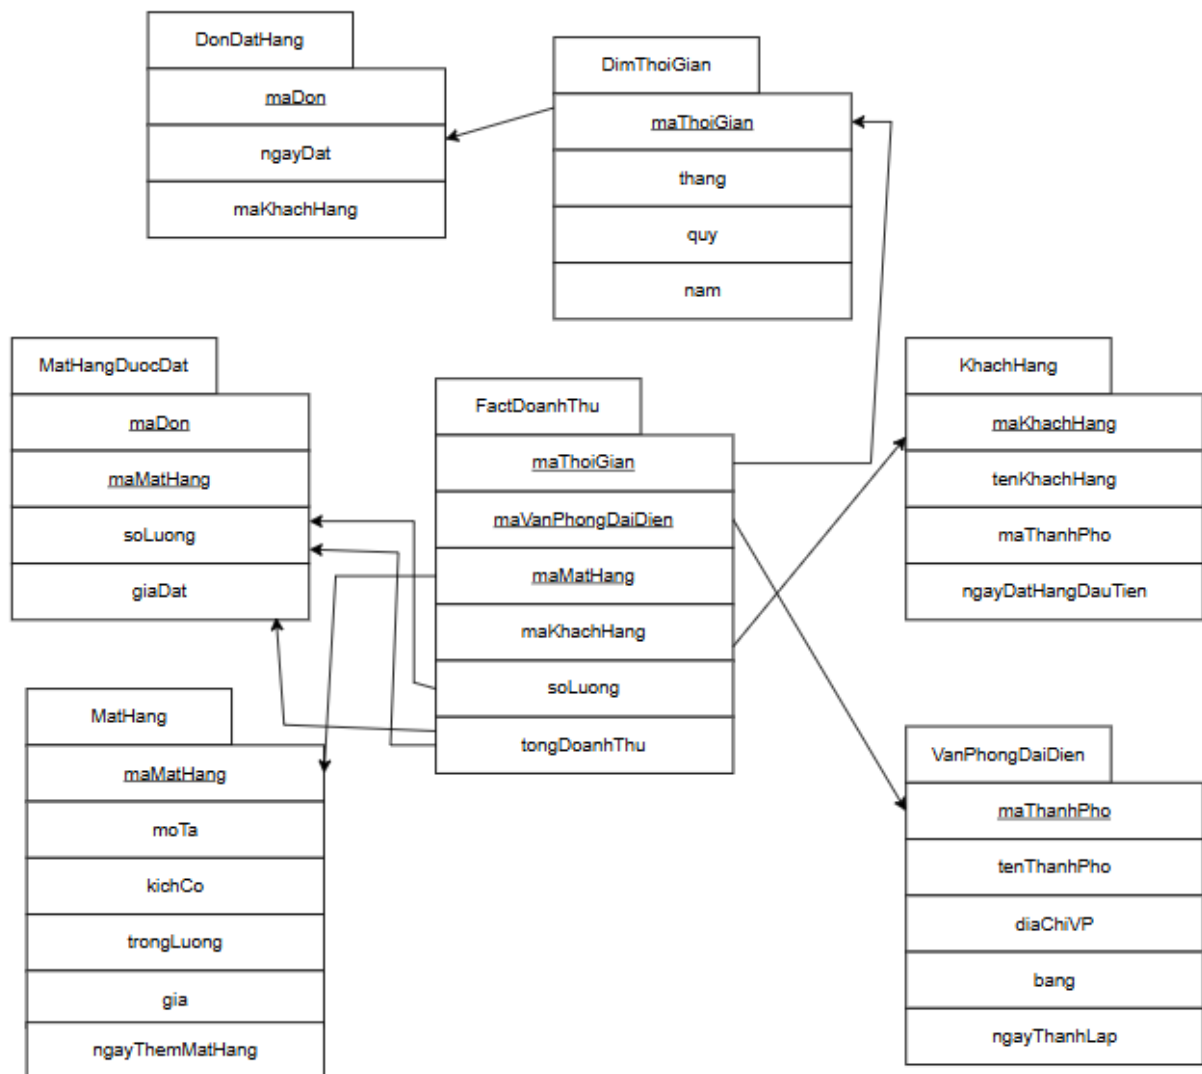 DonDatHang
maDon
ngayDat
maKhachHang
DimThoiGian
maThoiGian
thang
quy
nam
MatHangDuocDat
maDon
maMatHang
soLuong
giaDat
FactDoanhThu
maThoiGian
maVanPhongDaiDien
maMatHang
maKhachHang
soLuong
tongDoanhThu
KhachHang
maKhachHang
tenKhachHang
maThanhPho
ngayDatHangDauTien
MatHang
maMatHang
moTa
kichCo
trongLuong
gia
ngayThemMatHang
VanPhongDaiDien
maThanhPho
tenThanhPho
diaChiVP
bang
ngayThanhLap